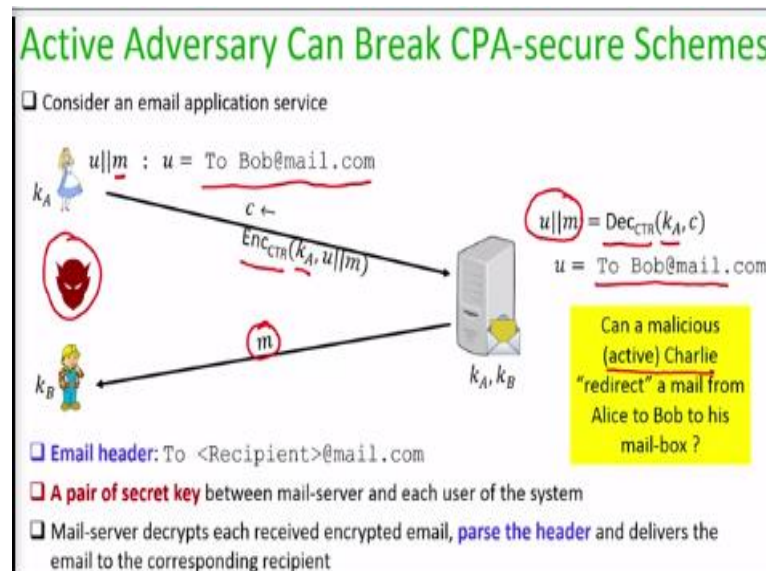 Active Adversary Can Break CPA-secure Schemes
Consider an email application service
u||m : u = To Bob@mail.com
k_A
c ←
Enc_CTR(k_A, u||m)
u||m = Dec_CTR(k_A, c)
u = To Bob@mail.com
m
k_B
k_A, k_B
Can a malicious
(active) Charlie
"redirect" a mail from
Alice to Bob to his
mail-box ?
Email header: To <Recipient>@mail.com
A pair of secret key between mail-server and each user of the system
Mail-server decrypts each received encrypted email, parse the header and delivers the
email to the corresponding recipient